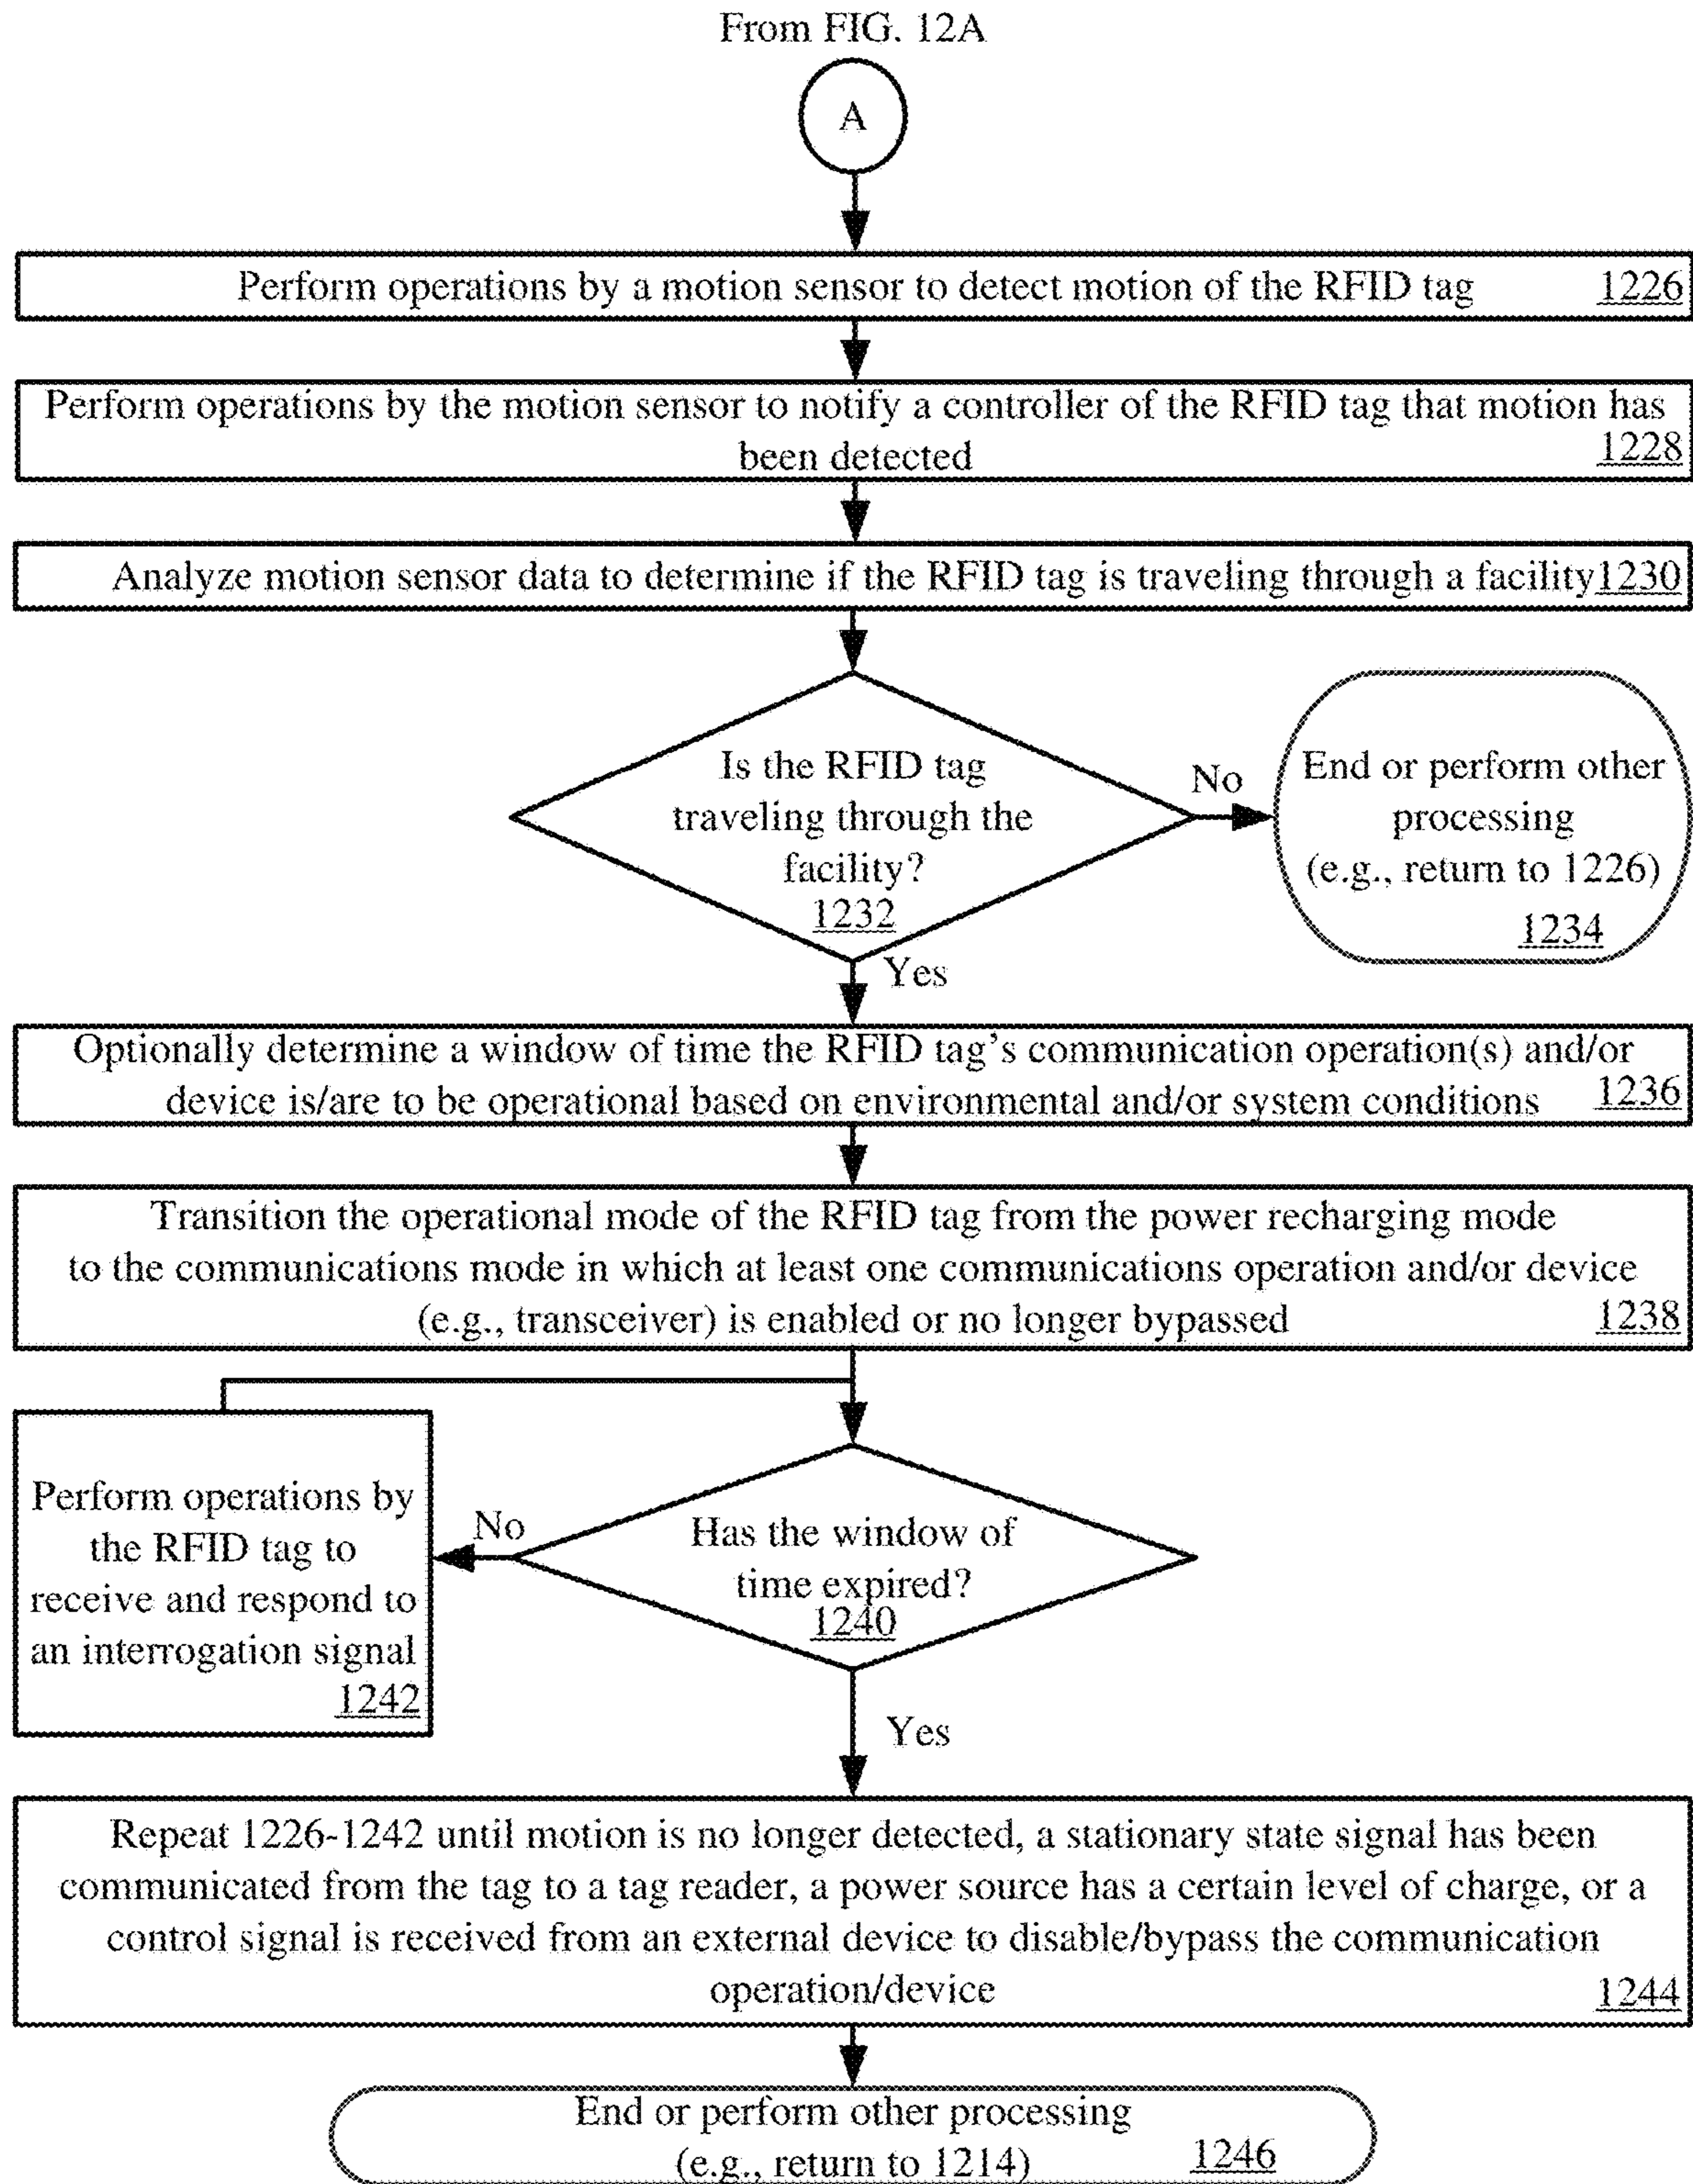 From FIG. 12A
A
Perform operations by a motion sensor to detect motion of the RFID tag 1226
Perform operations by the motion sensor to notify a controller of the RFID tag that motion has
been detected 1228
Analyze motion sensor data to determine if the RFID tag is traveling through a facility 1230
Is the RFID tag
traveling through the
facility?
1232
No
End or perform other
processing
(e.g., return to 1226)
1234
Yes
Optionally determine a window of time the RFID tag's communication operation(s) and/or
device is/are to be operational based on environmental and/or system conditions 1236
Transition the operational mode of the RFID tag from the power recharging mode
to the communications mode in which at least one communications operation and/or device
(e.g., transceiver) is enabled or no longer bypassed 1238
Has the window of
time expired?
1240
No
Perform operations by
the RFID tag to
receive and respond to
an interrogation signal
1242
Yes
Repeat 1226-1242 until motion is no longer detected, a stationary state signal has been
communicated from the tag to a tag reader, a power source has a certain level of charge, or a
control signal is received from an external device to disable/bypass the communication
operation/device 1244
End or perform other processing
(e.g., return to 1214) 1246